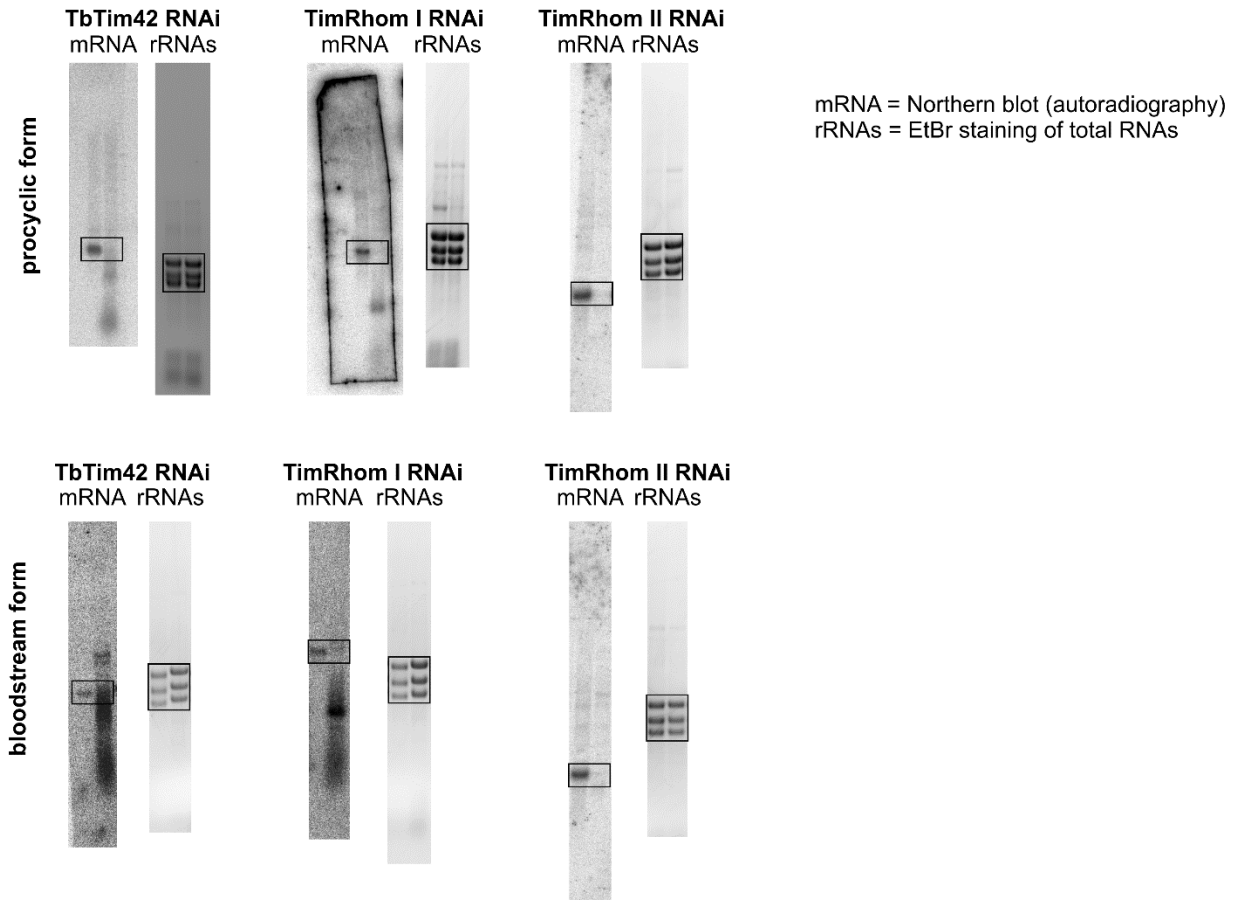 TbTim42 RNAi
mRNA rRNAs
TimRhom I RNAi
mRNA rRNAs
TimRhom II RNAi
mRNA rRNAs
mRNA = Northern blot (autoradiography)
rRNAs = EtBr staining of total RNAs
procyclic form
TbTim42 RNAi
mRNA rRNAs
TimRhom I RNAi
mRNA rRNAs
TimRhom II RNAi
mRNA rRNAs
bloodstream form